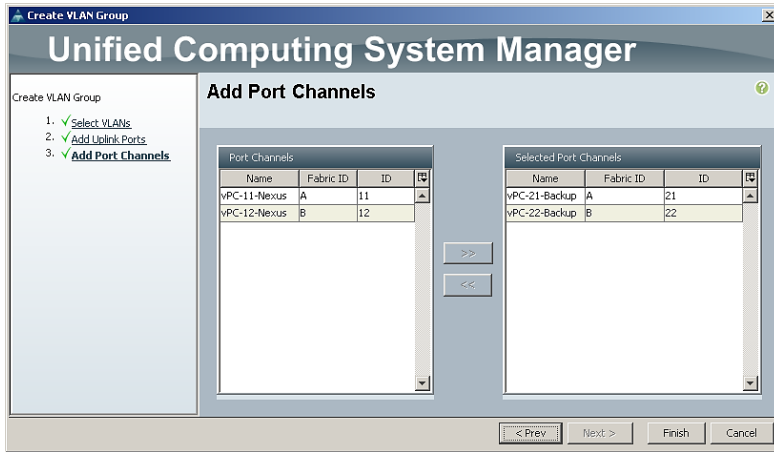 Create VLAN Group
Unified Computing System Manager
Create VLAN Group
1. Select VLANs
2. Add Uplink Ports
3. Add Port Channels
Add Port Channels
?
Port Channels
Name Fabric ID ID
vPC-11-Nexus A 11
vPC-12-Nexus B 12
>>
<<
Selected Port Channels
Name Fabric ID ID
vPC-21-Backup A 21
vPC-22-Backup B 22
< Prev Next > Finish Cancel